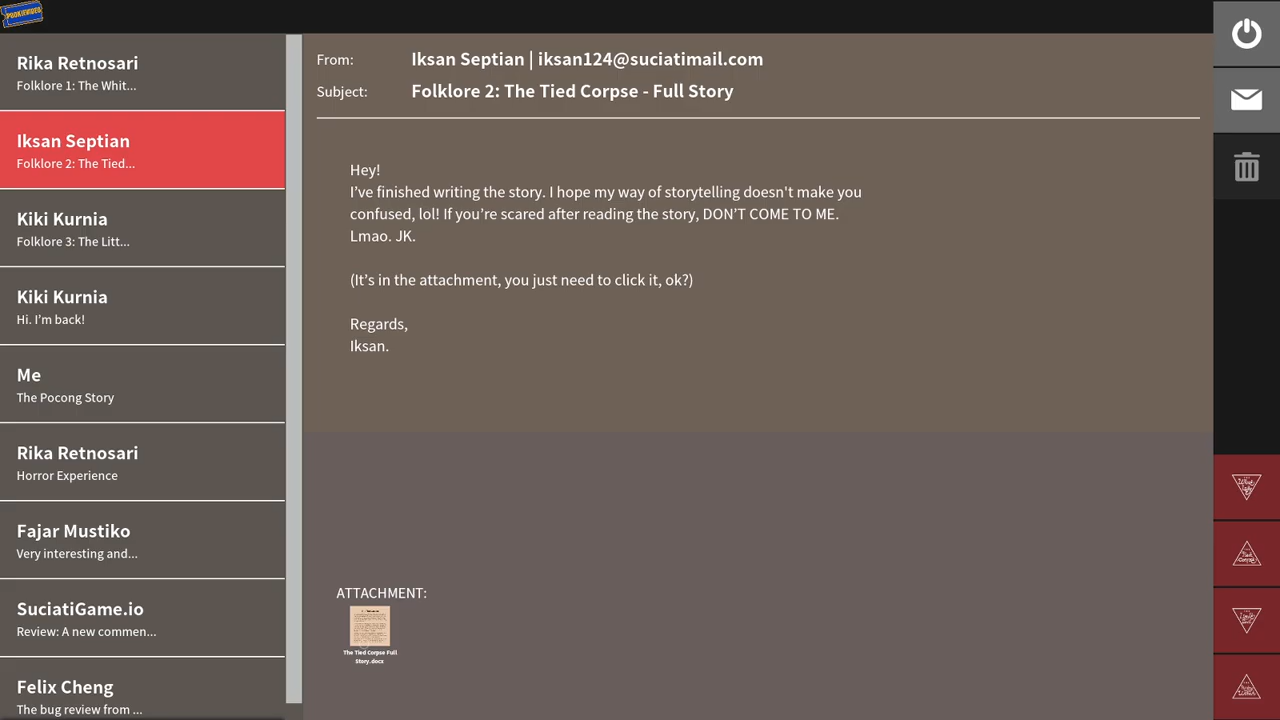 POOKIEVIDEO
Rika Retnosari
Folklore 1: The Whit...
Iksan Septian
Folklore 2: The Tied...
Kiki Kurnia
Folklore 3: The Litt...
Kiki Kurnia
Hi. I'm back!
Me
The Pocong Story
Rika Retnosari
Horror Experience
Fajar Mustiko
Very interesting and...
SuciatiGame.io
Review: A new commen...
Felix Cheng
The bug review from ...
From: Iksan Septian | iksan124@suciatimail.com
Subject: Folklore 2: The Tied Corpse - Full Story
Hey!
I've finished writing the story. I hope my way of storytelling doesn't make you
confused, lol! If you're scared after reading the story, DON'T COME TO ME.
Lmao. JK.
(It's in the attachment, you just need to click it, ok?)
Regards,
Iksan.
ATTACHMENT:
The Tied Corpse Full
Story.docx